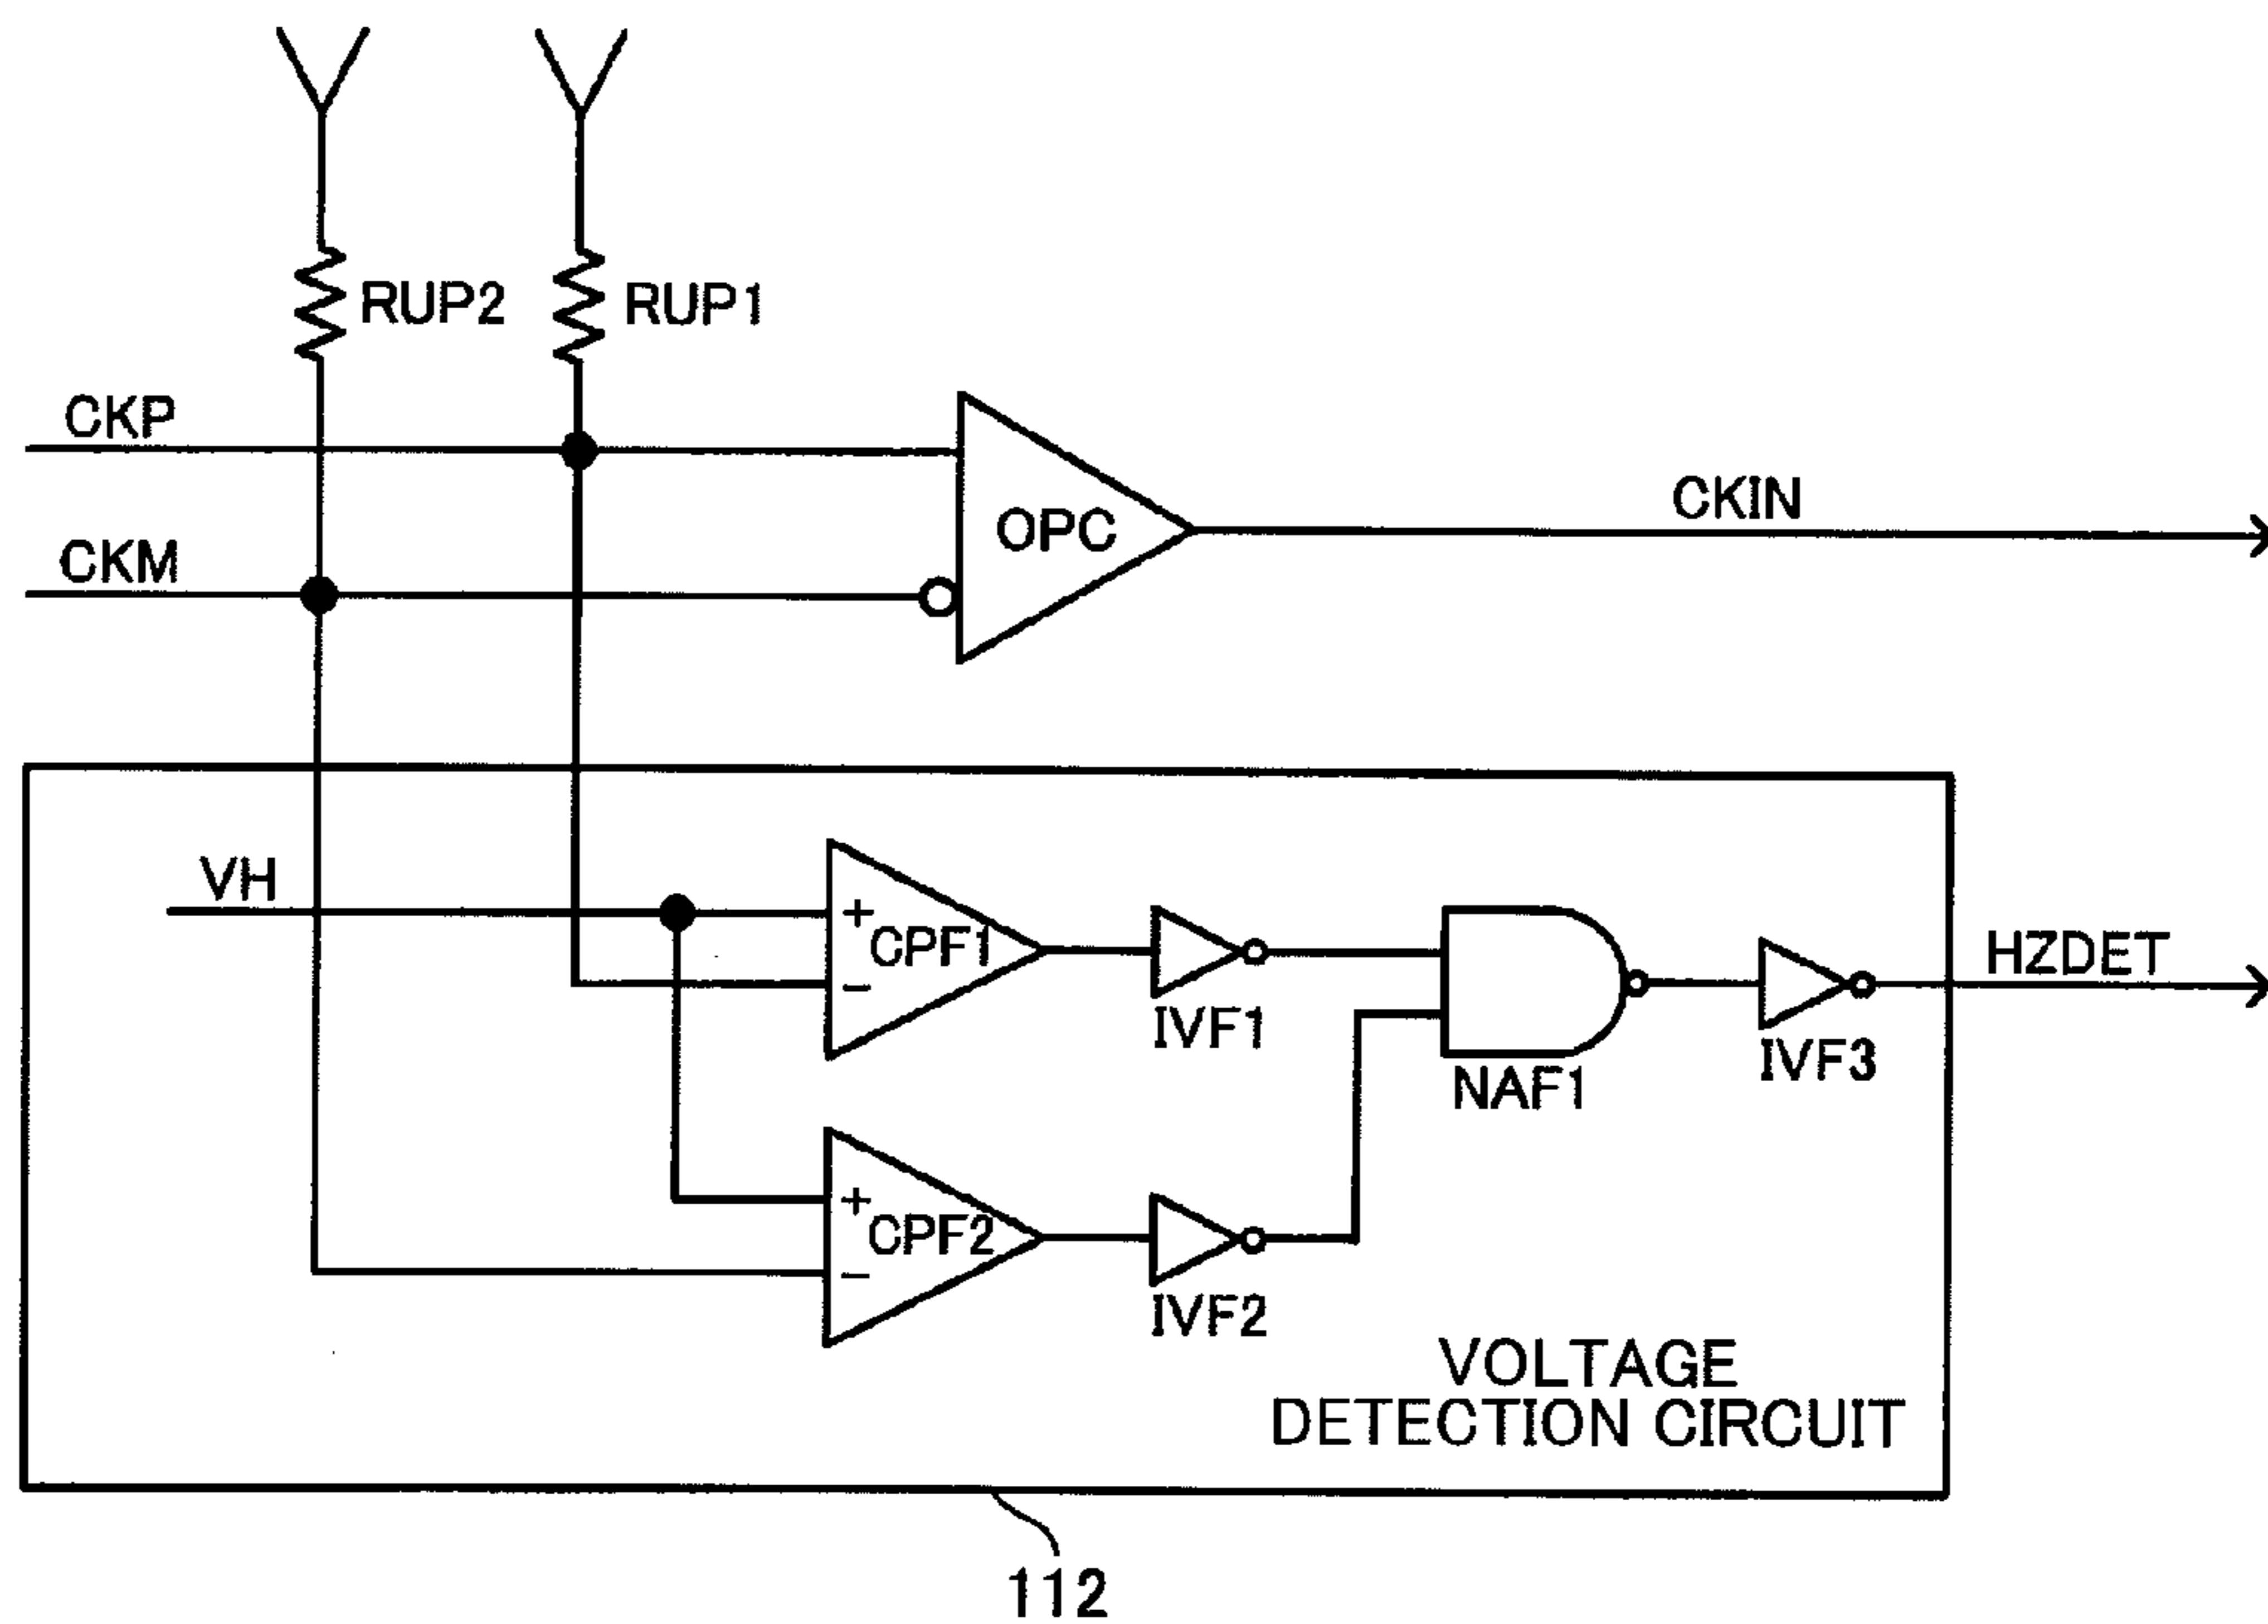 RUP2
RUP1
CKP
CKM
OPC
CKIN
VH
+
CPF1
−
IVF1
NAF1
IVF3
HZDET
+
CPF2
−
IVF2
VOLTAGE
DETECTION CIRCUIT
112